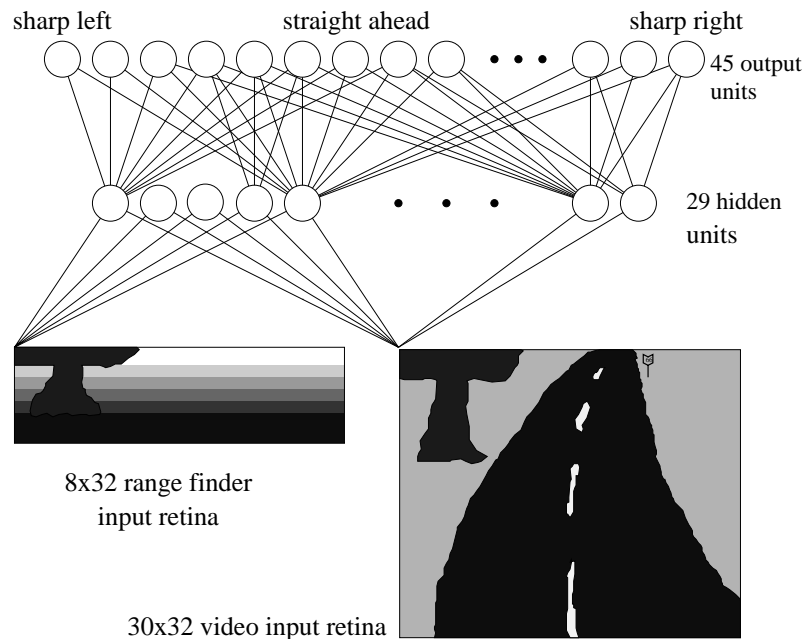 sharp left straight ahead sharp right
45 output
units
29 hidden
units
8x32 range finder
input retina
30x32 video input retina